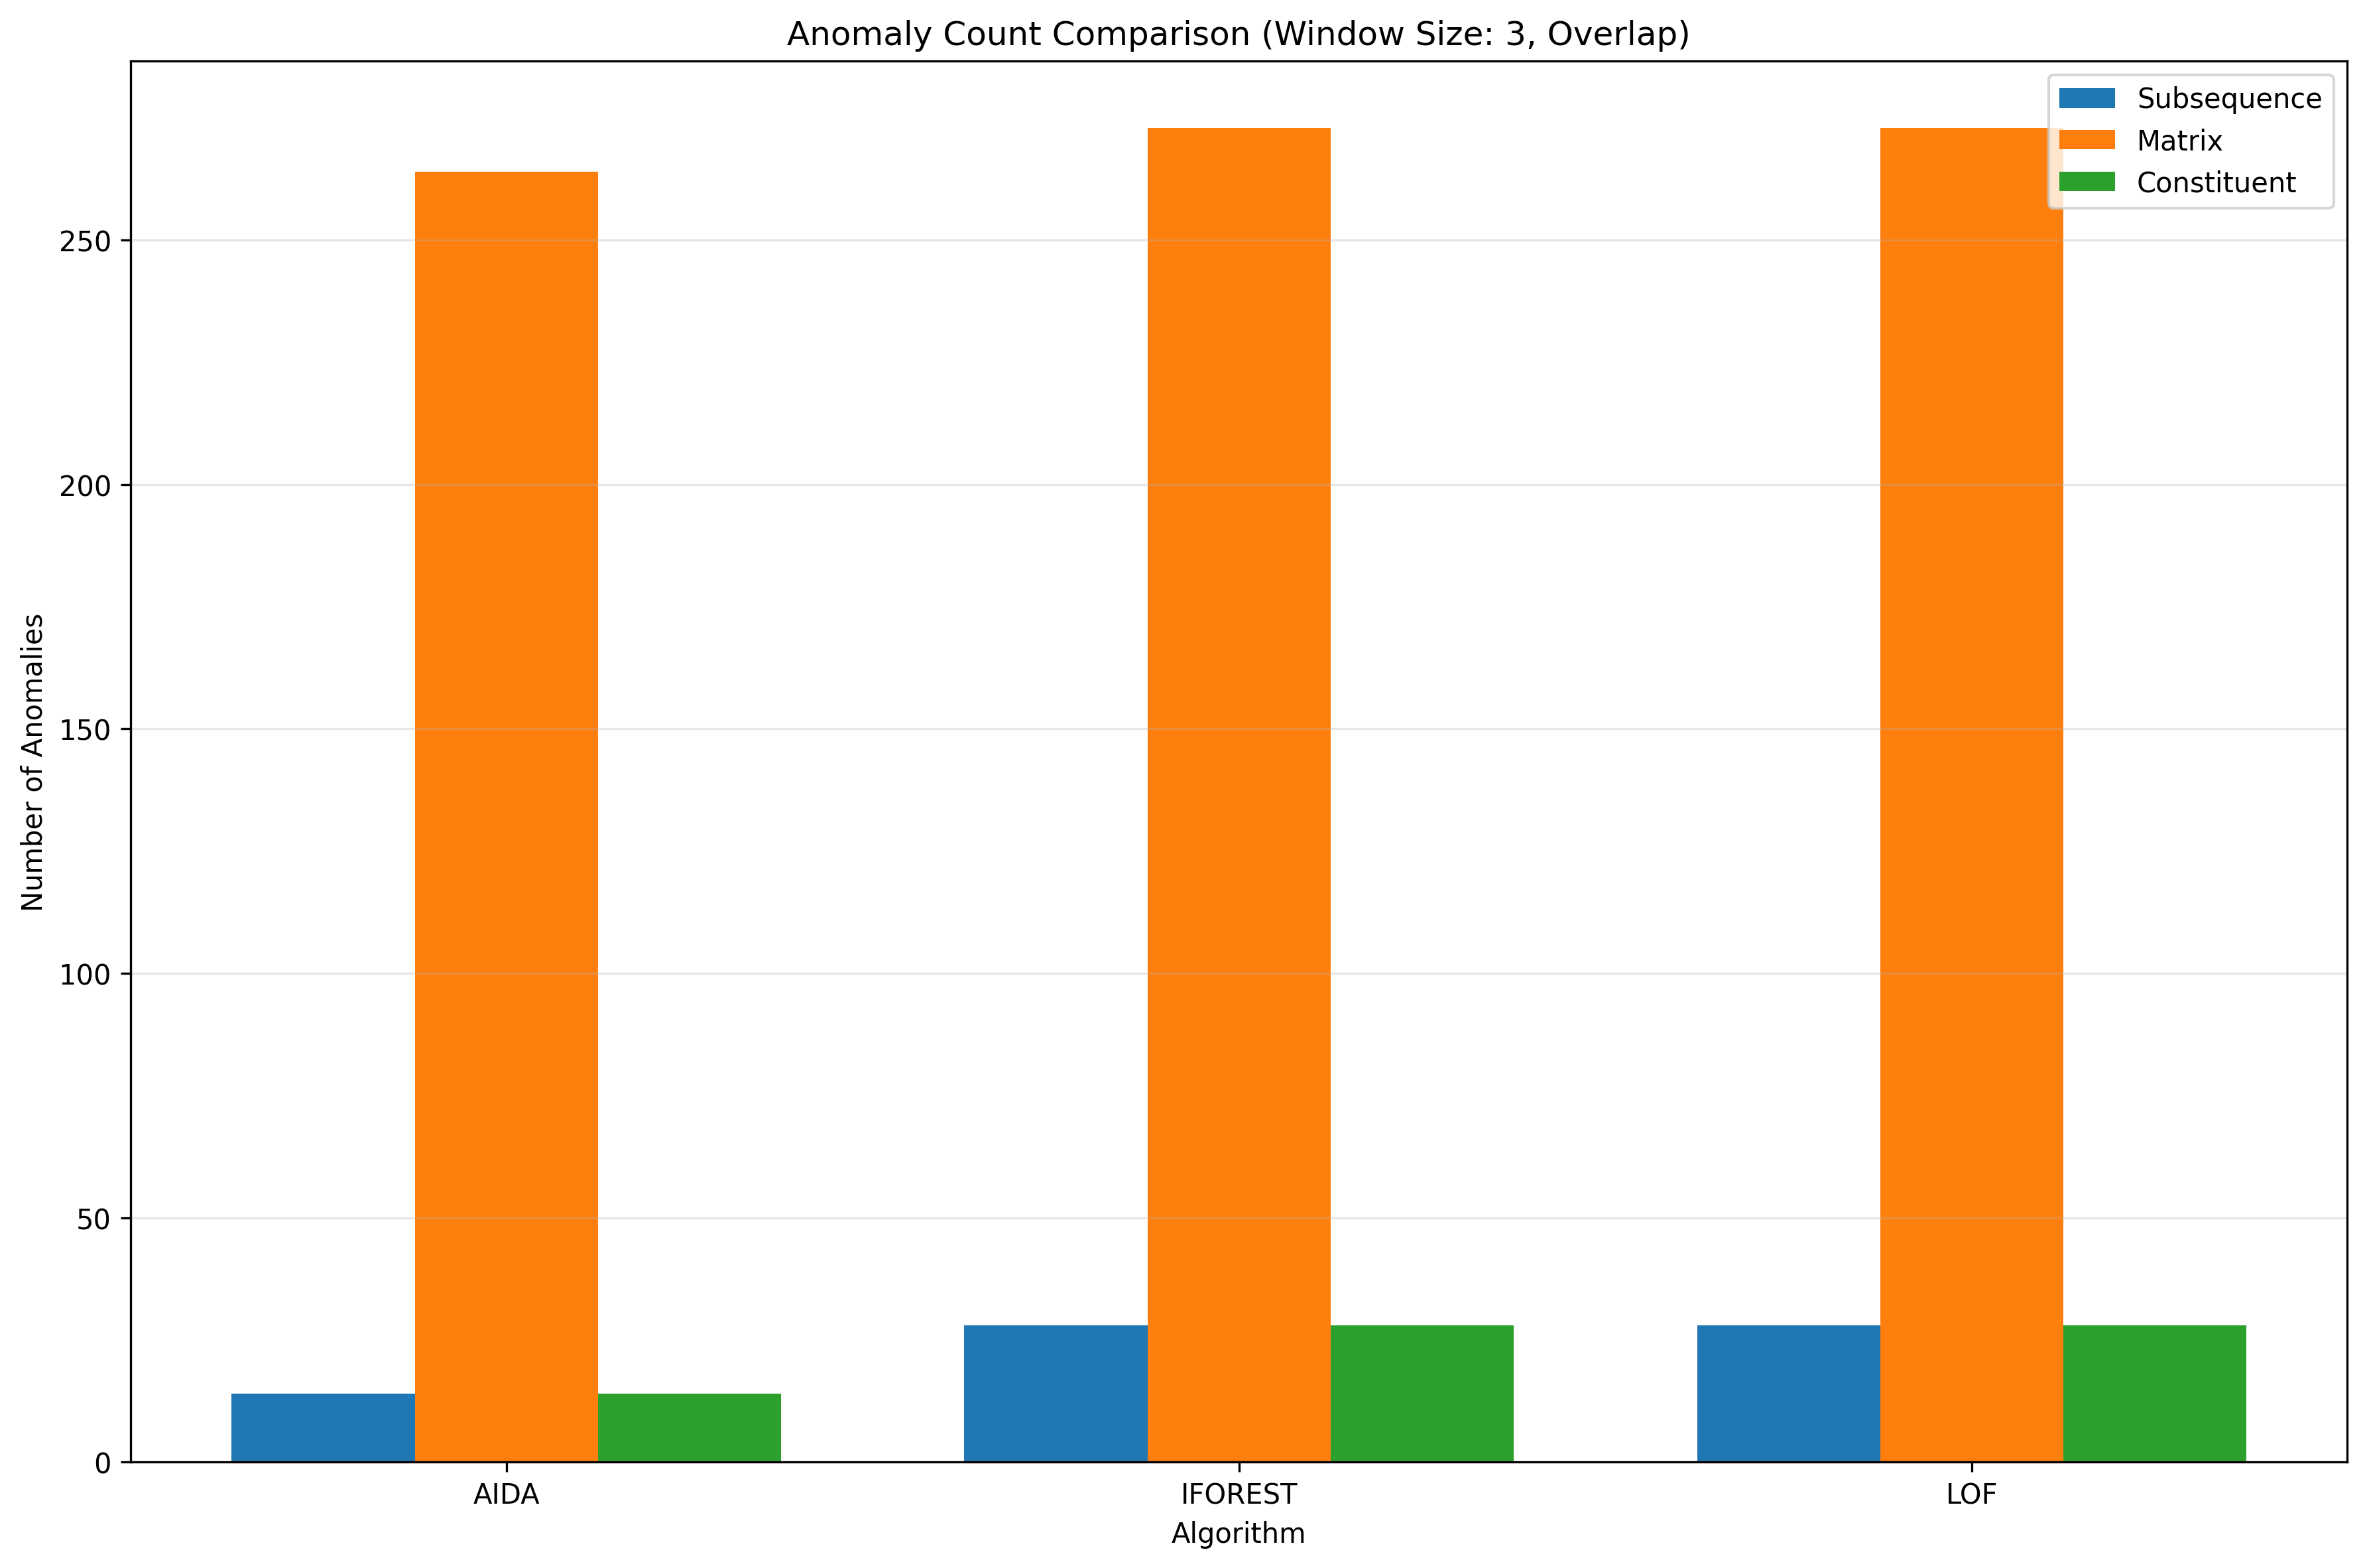 Anomaly Count Comparison (Window Size: 3, Overlap)
Subsequence
Matrix
Constituent
Number of Anomalies
250
200
150
100
50
0
AIDA
IFOREST
LOF
Algorithm